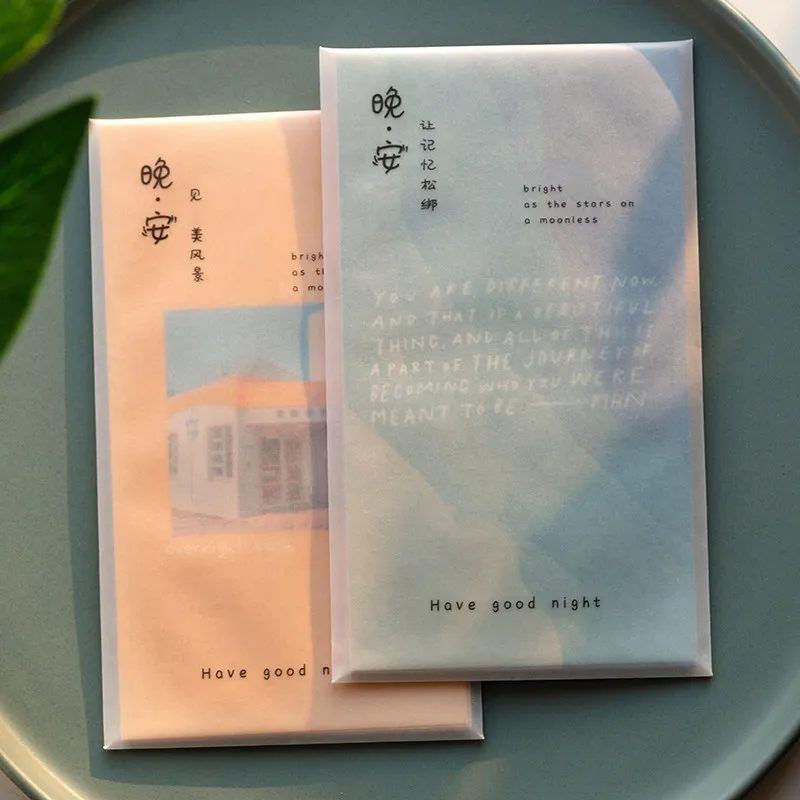 晚·安
见 美风景
brigh
as th
a mo
overnight
Have good n
晚·安
让记忆松绑
bright
as the stars on
a moonless
YOU ARE DIFFERENT NOW
AND THAT IS A BEAUTIFUL
THING, AND ALL OF THIS IS
A PART OF THE JOURNEY OF
BECOMING WHO YOU WERE
MEANT TO BE —MHN
Have good night